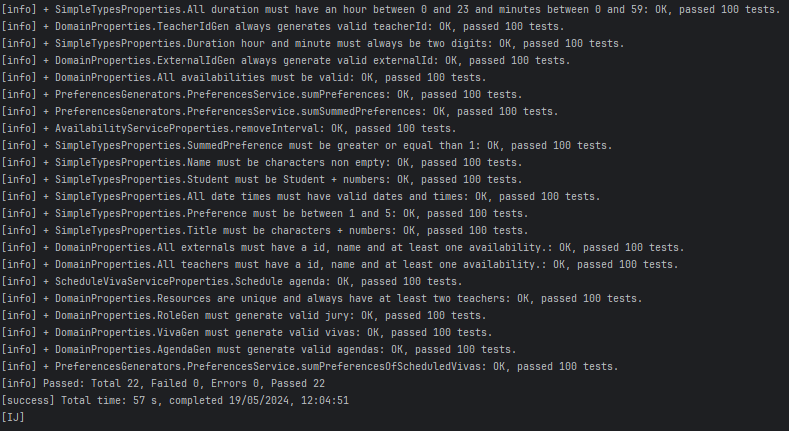 [info] + SimpleTypesProperties.All duration must have an hour between 0 and 23 and minutes between 0 and 59: OK, passed 100 tests.
[info] + DomainProperties.TeacherIdGen always generates valid teacherId: OK, passed 100 tests.
[info] + SimpleTypesProperties.Duration hour and minute must always be two digits: OK, passed 100 tests.
[info] + DomainProperties.ExternalIdGen always generate valid externalId: OK, passed 100 tests.
[info] + DomainProperties.All availabilities must be valid: OK, passed 100 tests.
[info] + PreferencesGenerators.PreferencesService.sumPreferences: OK, passed 100 tests.
[info] + PreferencesGenerators.PreferencesService.sumSummedPreferences: OK, passed 100 tests.
[info] + AvailabilityServiceProperties.removeInterval: OK, passed 100 tests.
[info] + SimpleTypesProperties.SummedPreference must be greater or equal than 1: OK, passed 100 tests.
[info] + SimpleTypesProperties.Name must be characters non empty: OK, passed 100 tests.
[info] + SimpleTypesProperties.Student must be Student + numbers: OK, passed 100 tests.
[info] + SimpleTypesProperties.All date times must have valid dates and times: OK, passed 100 tests.
[info] + SimpleTypesProperties.Preference must be between 1 and 5: OK, passed 100 tests.
[info] + SimpleTypesProperties.Title must be characters + numbers: OK, passed 100 tests.
[info] + DomainProperties.All externals must have a id, name and at least one availability.: OK, passed 100 tests.
[info] + DomainProperties.All teachers must have a id, name and at least one availability.: OK, passed 100 tests.
[info] + ScheduleVivaServiceProperties.Schedule agenda: OK, passed 100 tests.
[info] + DomainProperties.Resources are unique and always have at least two teachers: OK, passed 100 tests.
[info] + DomainProperties.RoleGen must generate valid jury: OK, passed 100 tests.
[info] + DomainProperties.VivaGen must generate valid vivas: OK, passed 100 tests.
[info] + DomainProperties.AgendaGen must generate valid agendas: OK, passed 100 tests.
[info] + PreferencesGenerators.PreferencesService.sumPreferencesOfScheduledVivas: OK, passed 100 tests.
[info] Passed: Total 22, Failed 0, Errors 0, Passed 22
[success] Total time: 57 s, completed 19/05/2024, 12:04:51
[IJ]